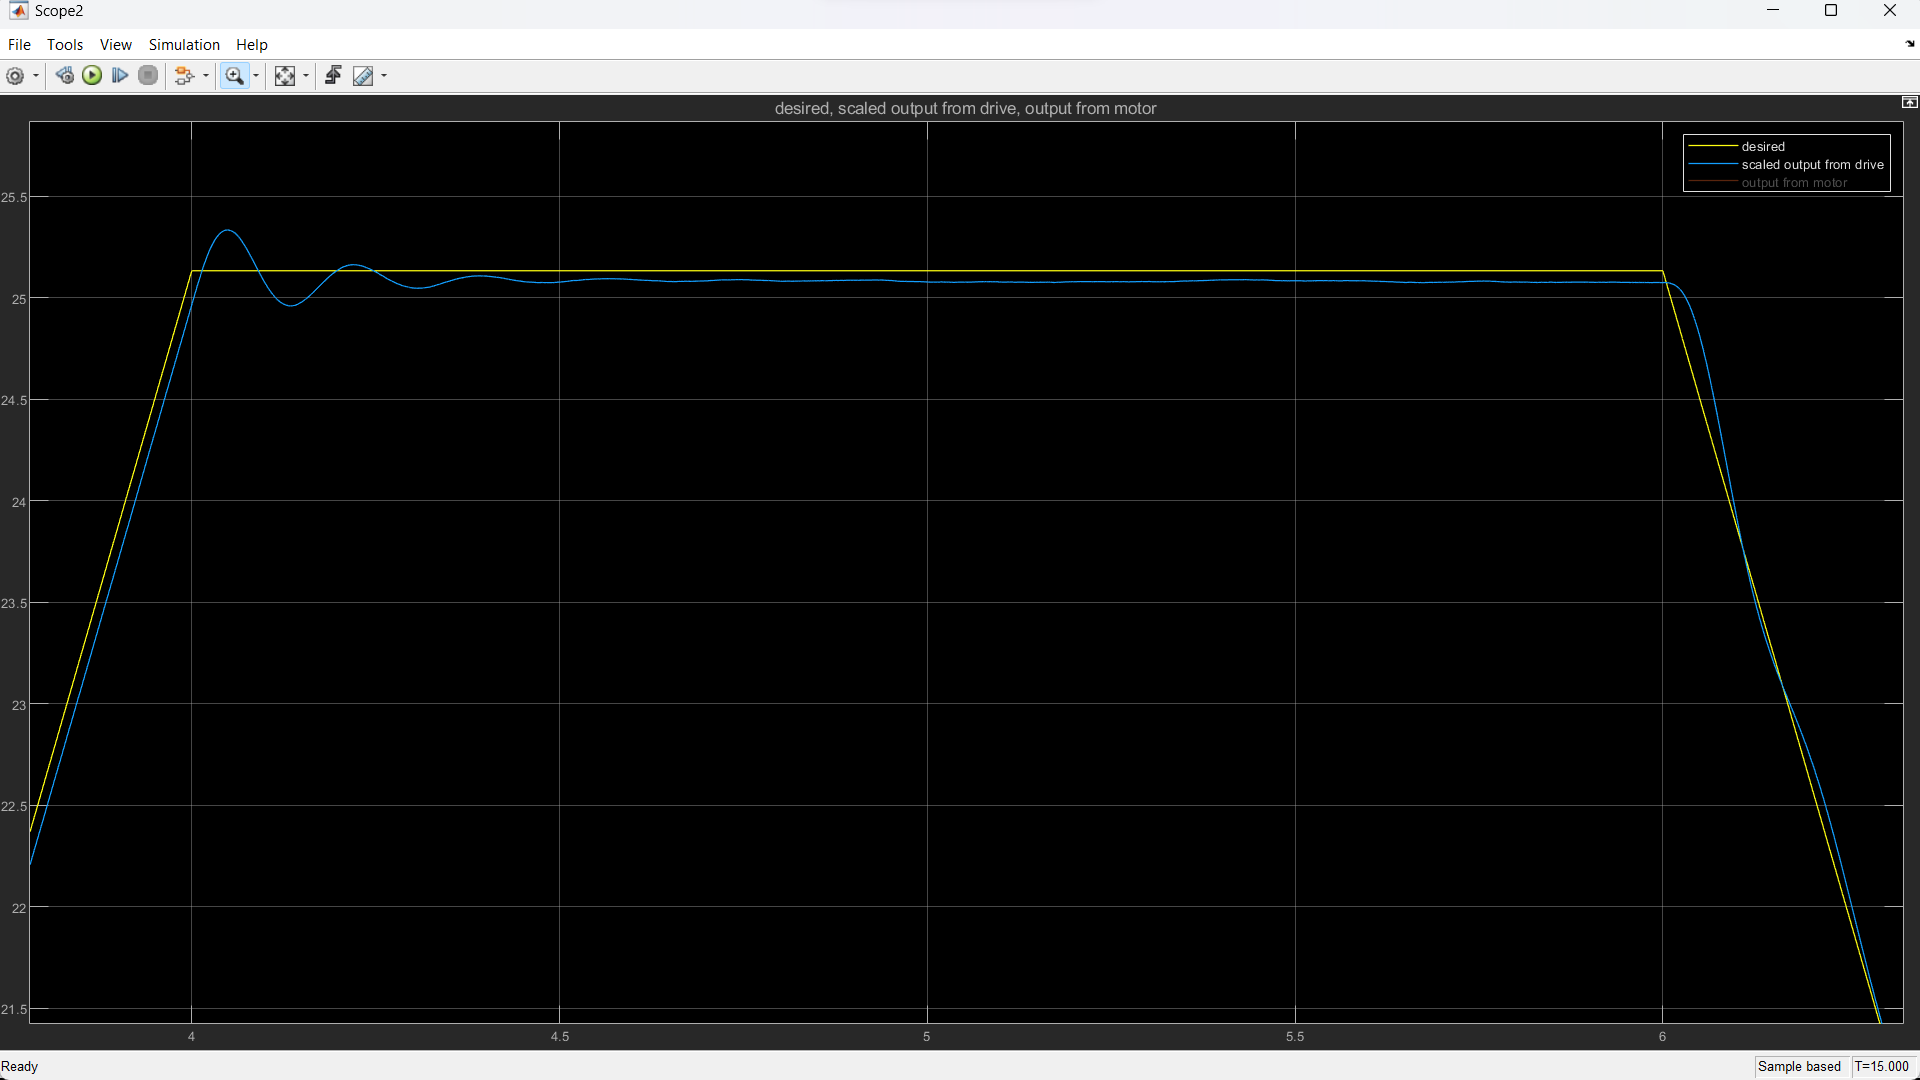 Scope2
File Tools View Simulation Help
desired, scaled output from drive, output from motor
desired
scaled output from drive
output from motor
25.5
25
24.5
24
23.5
23
22.5
22
21.5
4 4.5 5 5.5 6
Ready Sample based T=15.000